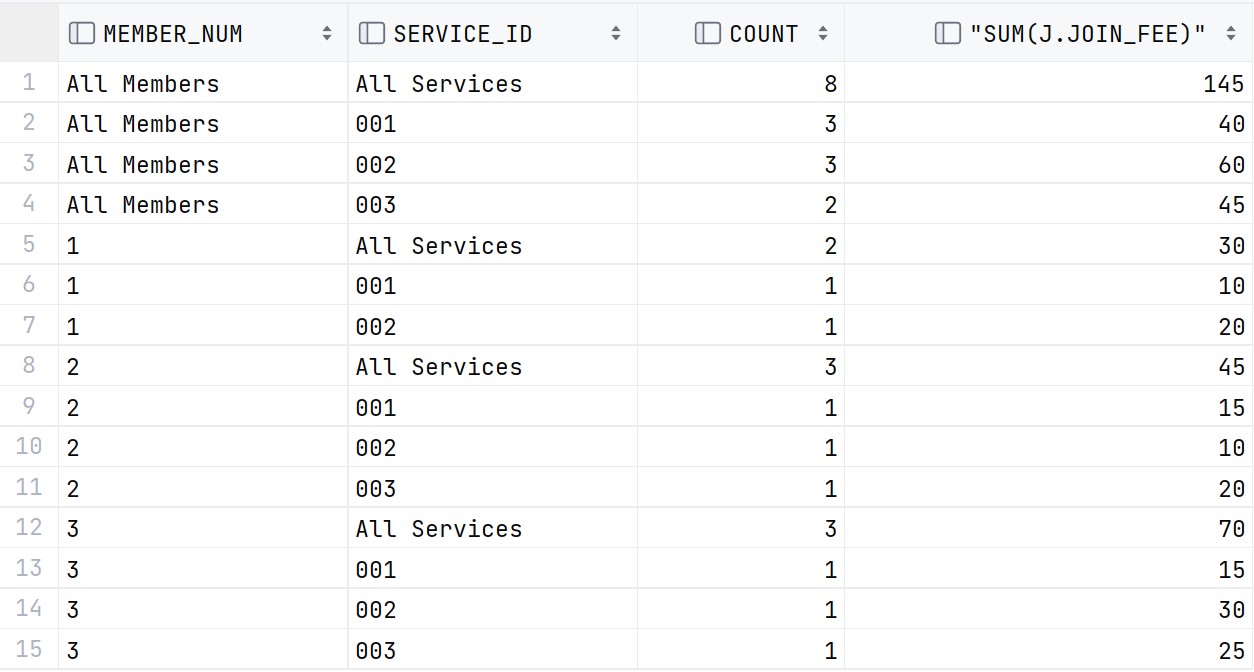 MEMBER_NUM SERVICE_ID COUNT "SUM(J.JOIN_FEE)"
1 All Members All Services 8 145
2 All Members 001 3 40
3 All Members 002 3 60
4 All Members 003 2 45
5 1 All Services 2 30
6 1 001 1 10
7 1 002 1 20
8 2 All Services 3 45
9 2 001 1 15
10 2 002 1 10
11 2 003 1 20
12 3 All Services 3 70
13 3 001 1 15
14 3 002 1 30
15 3 003 1 25